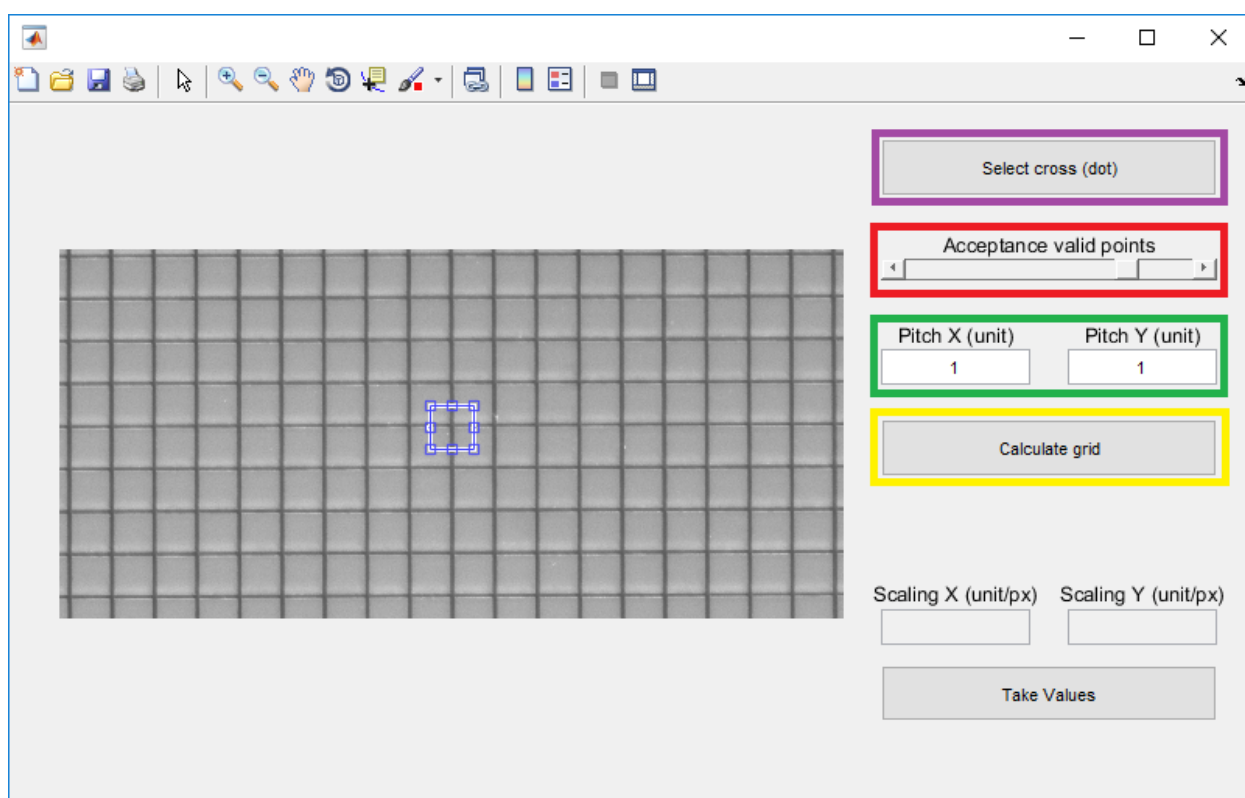 Select cross (dot)
Acceptance valid points
Pitch X (unit) Pitch Y (unit)
1 1
Calculate grid
Scaling X (unit/px) Scaling Y (unit/px)
Take Values